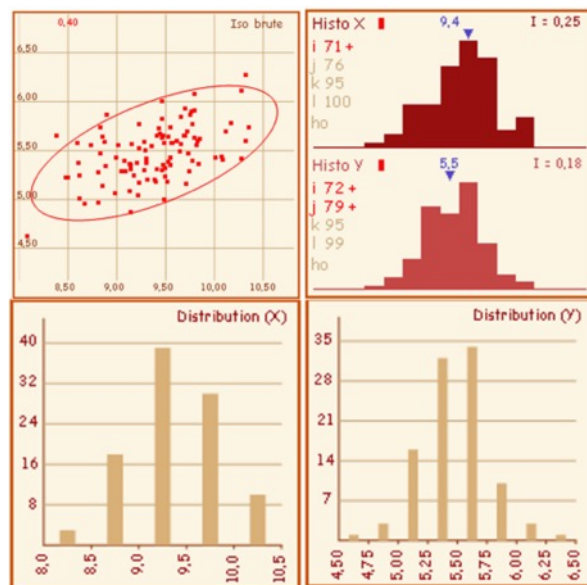 0,40
Iso brute
6,50
6,00
5,50
5,00
4,50
8,50 9,00 9,50 10,00 10,50
Histo X 9,4 I = 0,25
i 71 +
j 76
k 95
l 100
ho
Histo Y 5,5 I = 0,18
i 72 +
j 79 +
k 95
l 99
ho
Distribution (X)
40
32
24
16
8
8,0 8,5 9,0 9,5 10,0 10,5
Distribution (Y)
35
28
21
14
7
4,50 4,75 5,00 5,25 5,50 5,75 6,00 6,25 6,50